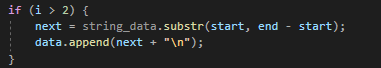 if (i > 2) {
    next = string_data.substr(start, end - start);
    data.append(next + "\n");
}